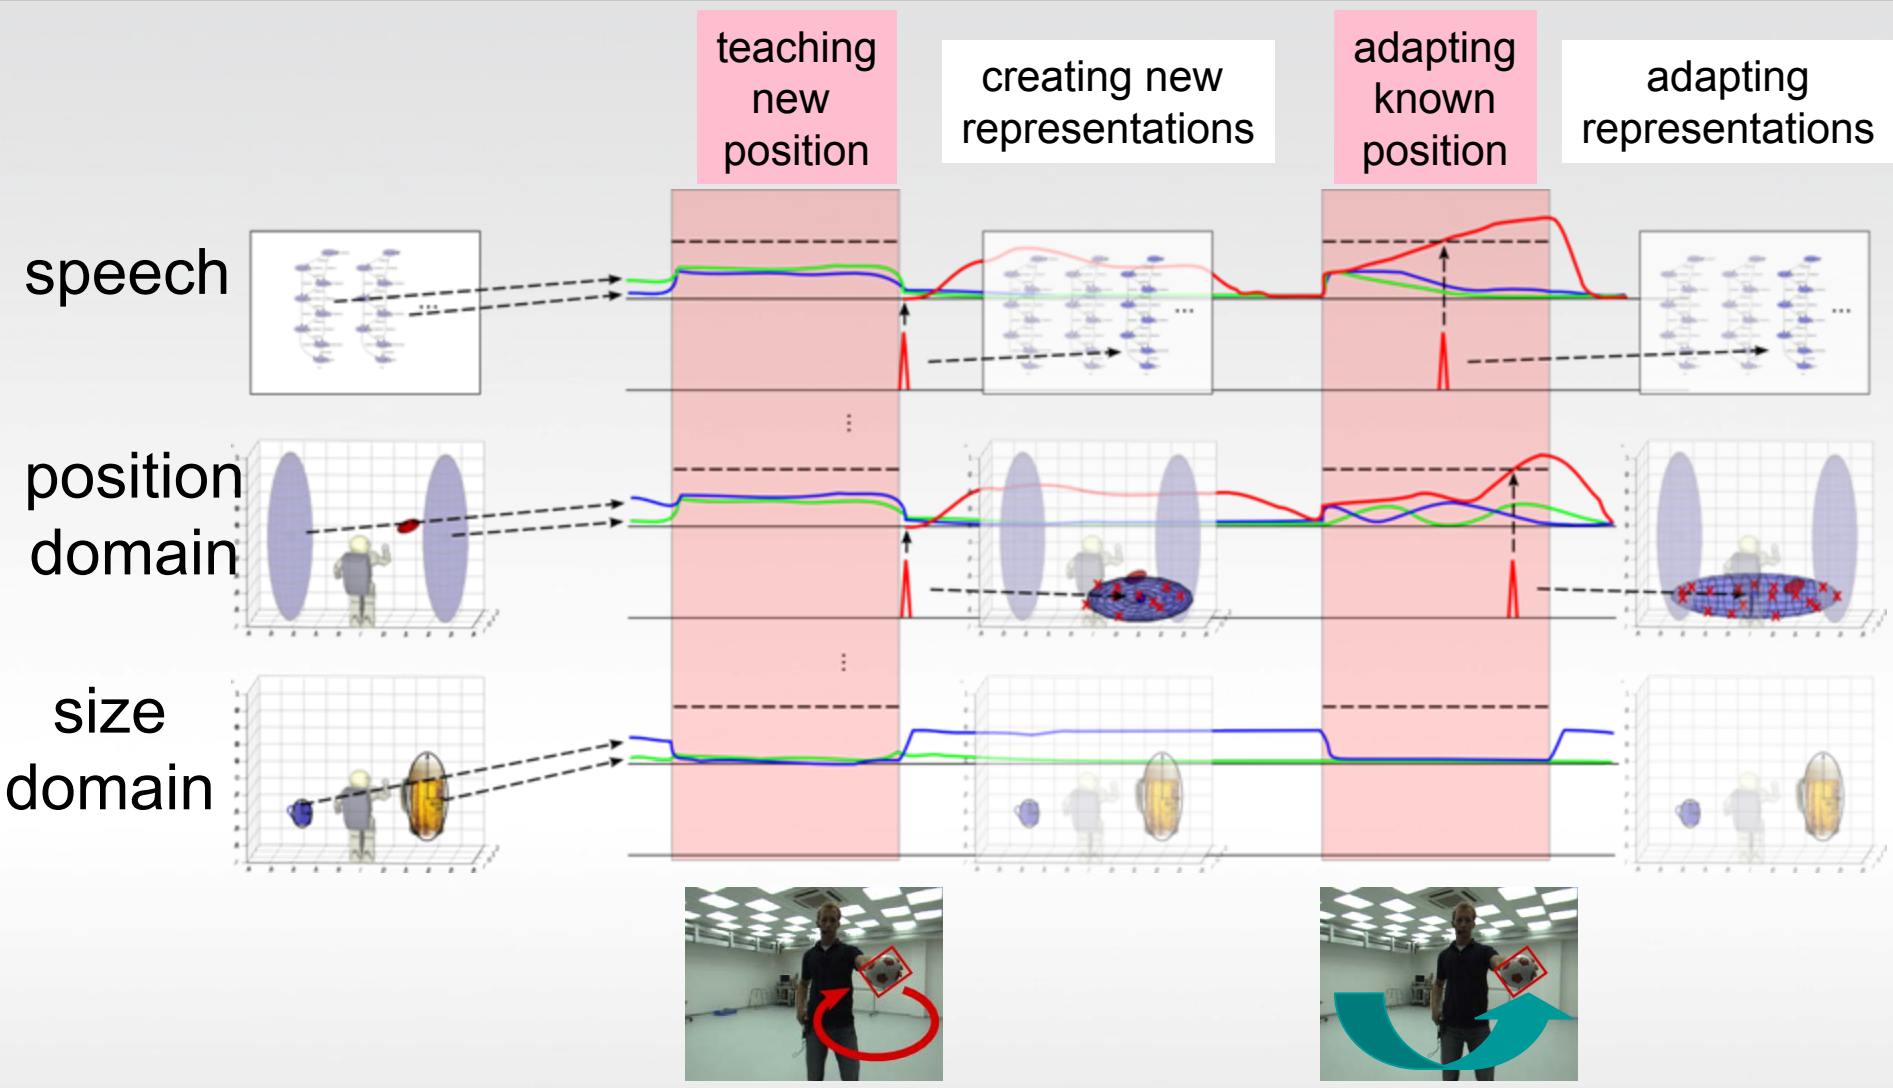 teaching
new
position
creating new
representations
adapting
known
position
adapting
representations
speech
...
...
...
position
domain
...
...
size
domain